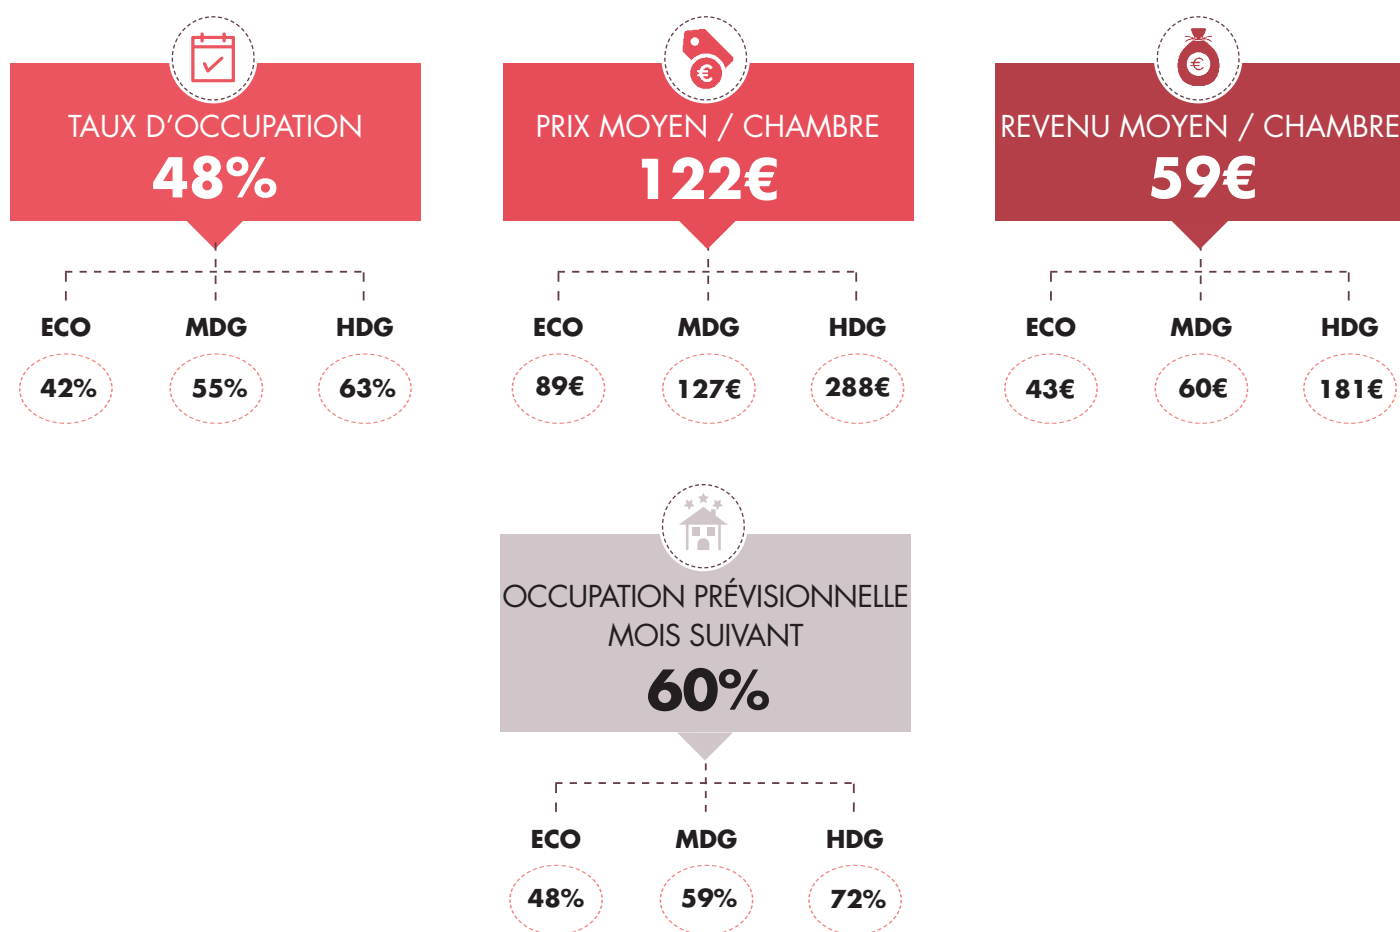 TAUX D’OCCUPATION
48%
ECO MDG HDG
42% 55% 63%
€
PRIX MOYEN / CHAMBRE
122€
ECO MDG HDG
89€ 127€ 288€
€
REVENU MOYEN / CHAMBRE
59€
ECO MDG HDG
43€ 60€ 181€
OCCUPATION PRÉVISIONNELLE
MOIS SUIVANT
60%
ECO MDG HDG
48% 59% 72%